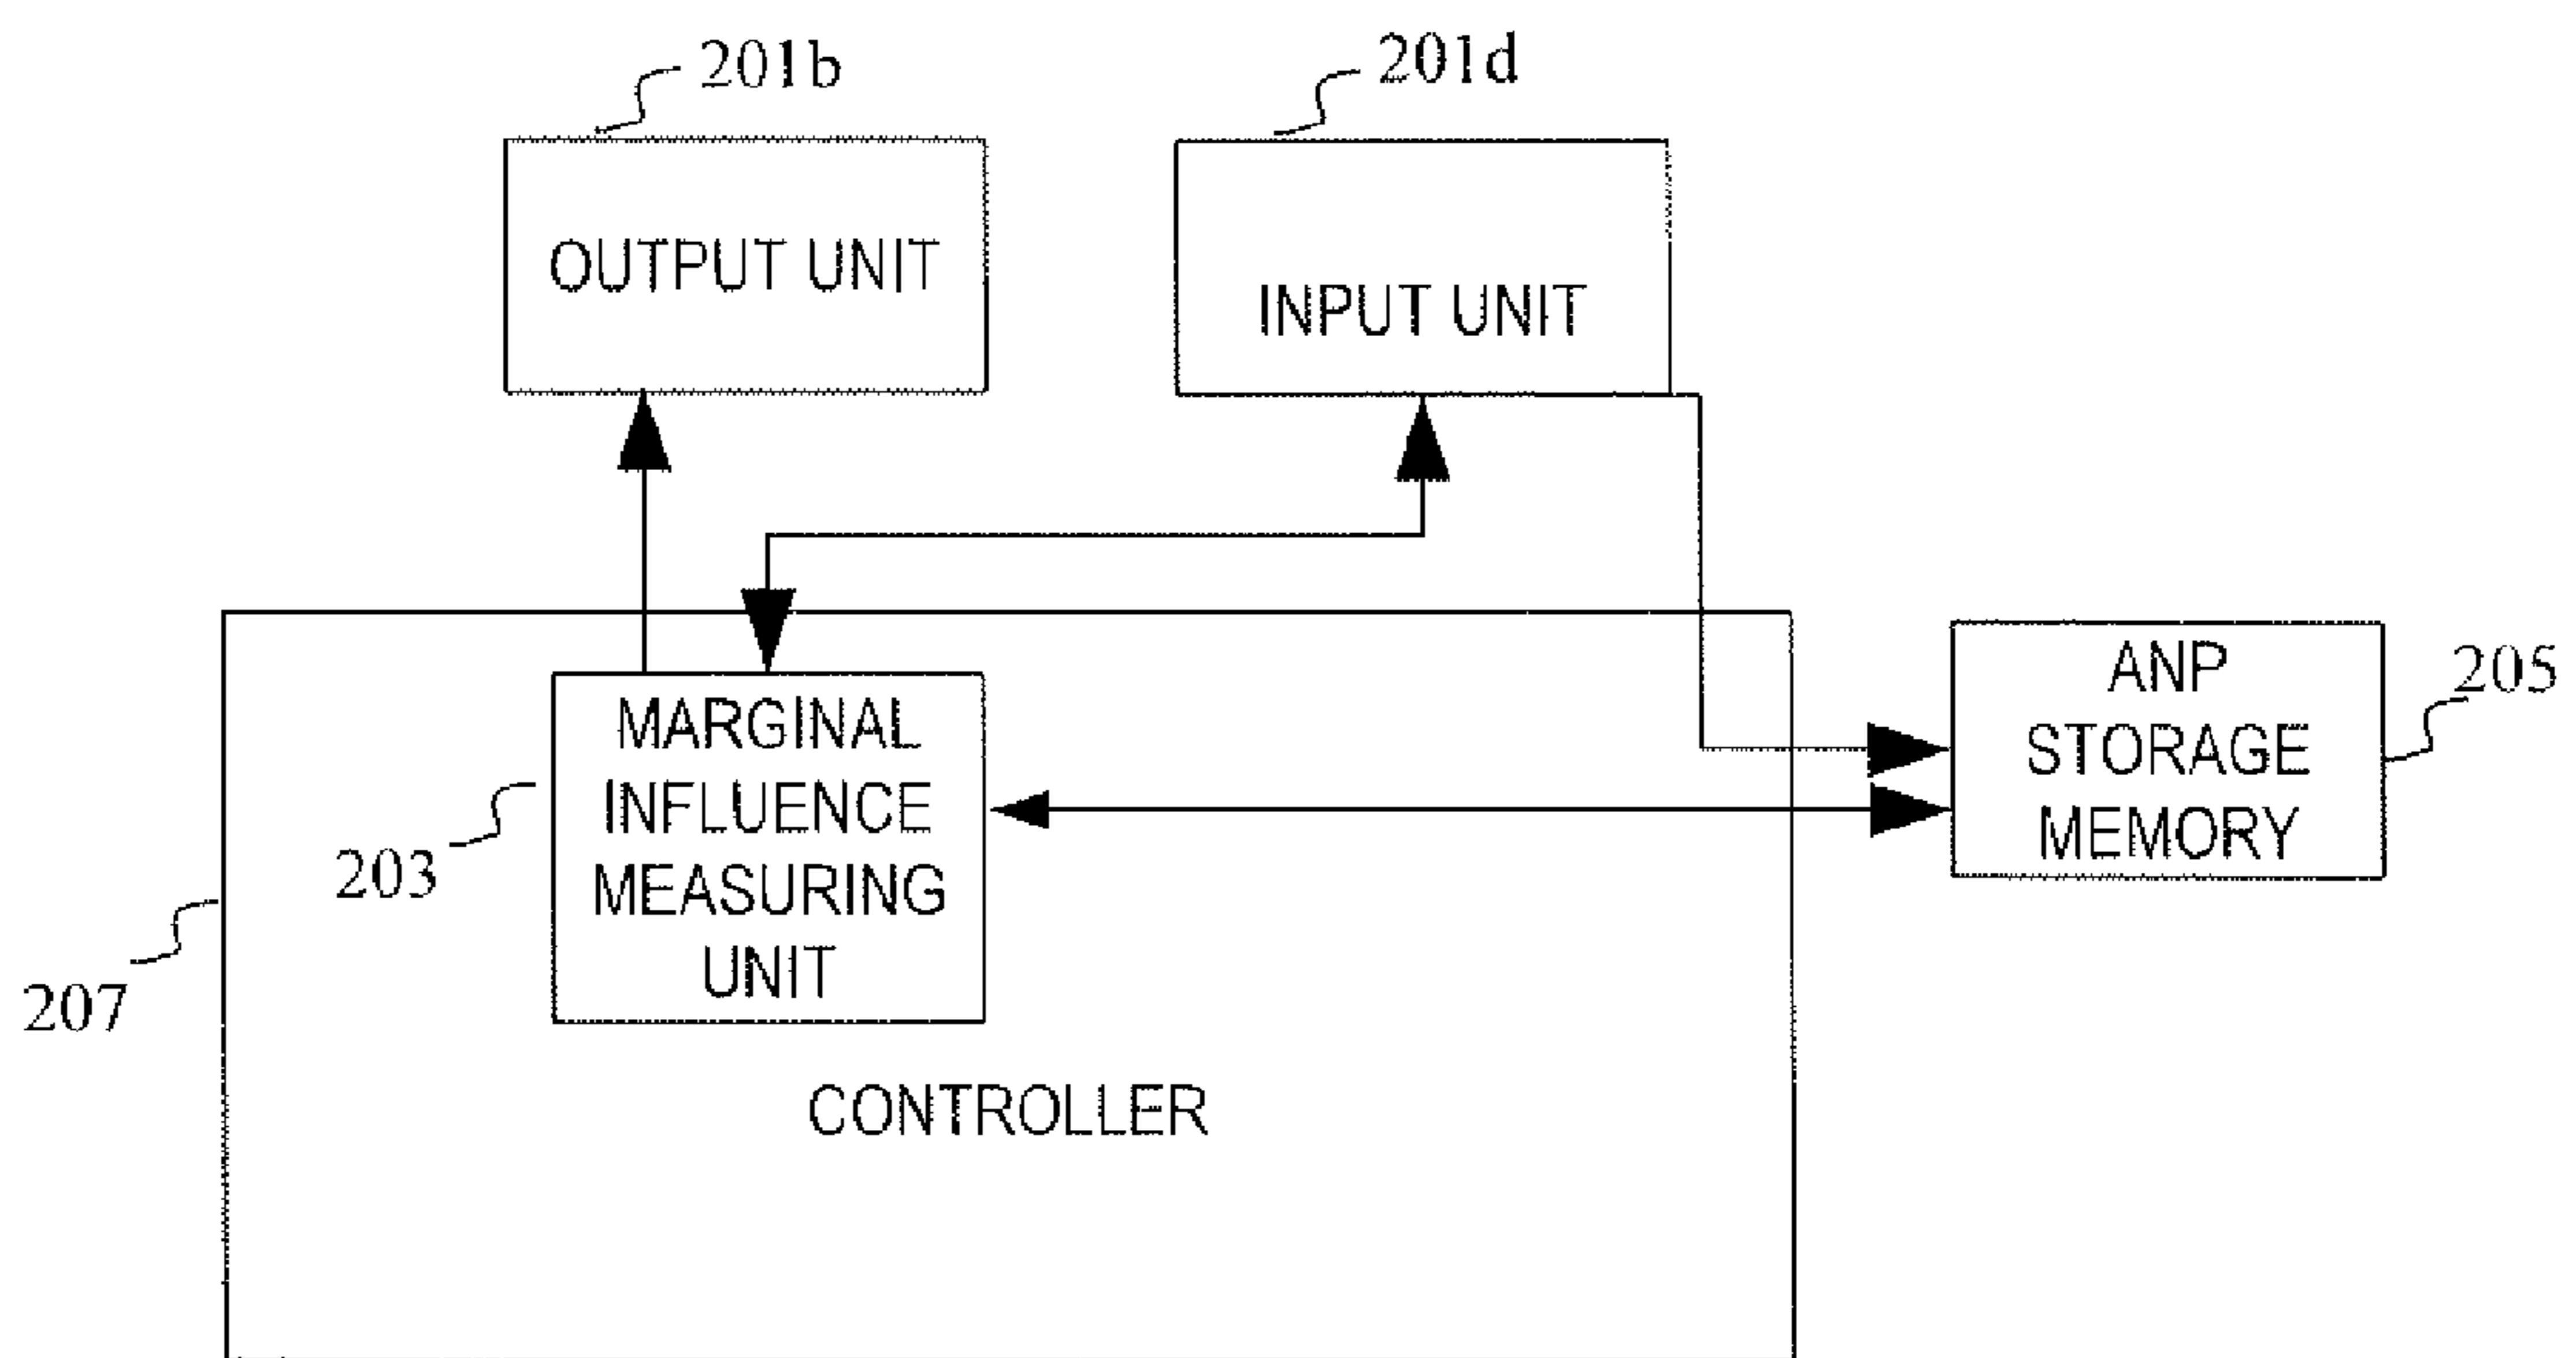 201b
201d
OUTPUT UNIT
INPUT UNIT
MARGINAL
INFLUENCE
MEASURING
UNIT
203
ANP
STORAGE
MEMORY
205
207
CONTROLLER